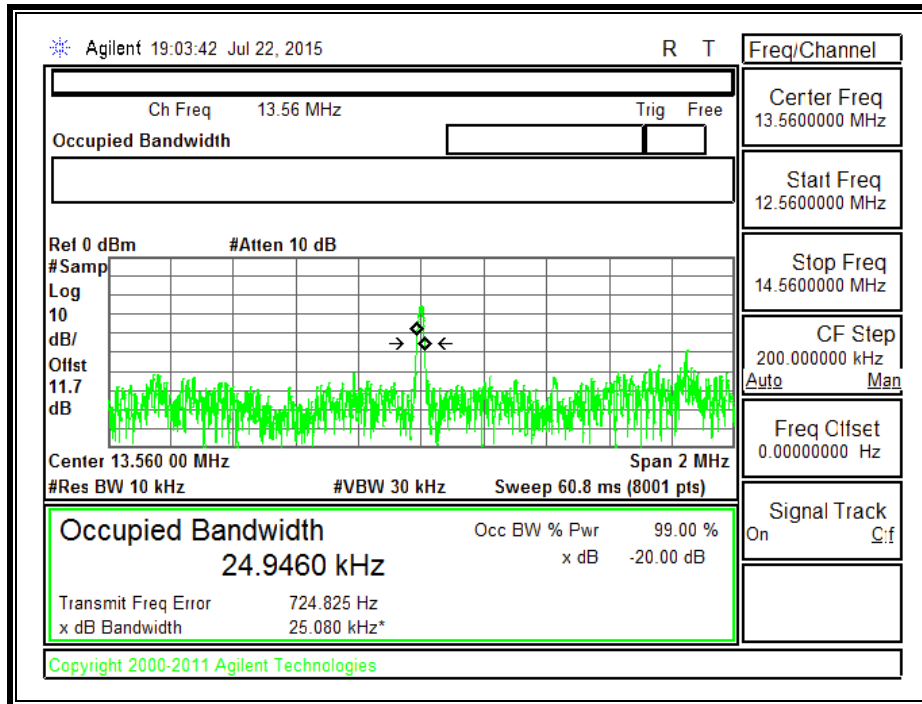 Agilent 19:03:42 Jul 22, 2015 R T
Freq/Channel
Ch Freq 13.56 MHz Trig Free
Occupied Bandwidth
Center Freq
13.5600000 MHz
Start Freq
12.5600000 MHz
Stop Freq
14.5600000 MHz
CF Step
200.000000 kHz
Auto Man
Freq Offset
0.00000000 Hz
Signal Track
On Off
Ref 0 dBm #Atten 10 dB
#Samp
Log
10
dB/
Offst
11.7
dB
Center 13.560 00 MHz Span 2 MHz
#Res BW 10 kHz #VBW 30 kHz Sweep 60.8 ms (8001 pts)
Occupied Bandwidth
24.9460 kHz
Occ BW % Pwr 99.00 %
x dB -20.00 dB
Transmit Freq Error 724.825 Hz
x dB Bandwidth 25.080 kHz*
Copyright 2000-2011 Agilent Technologies